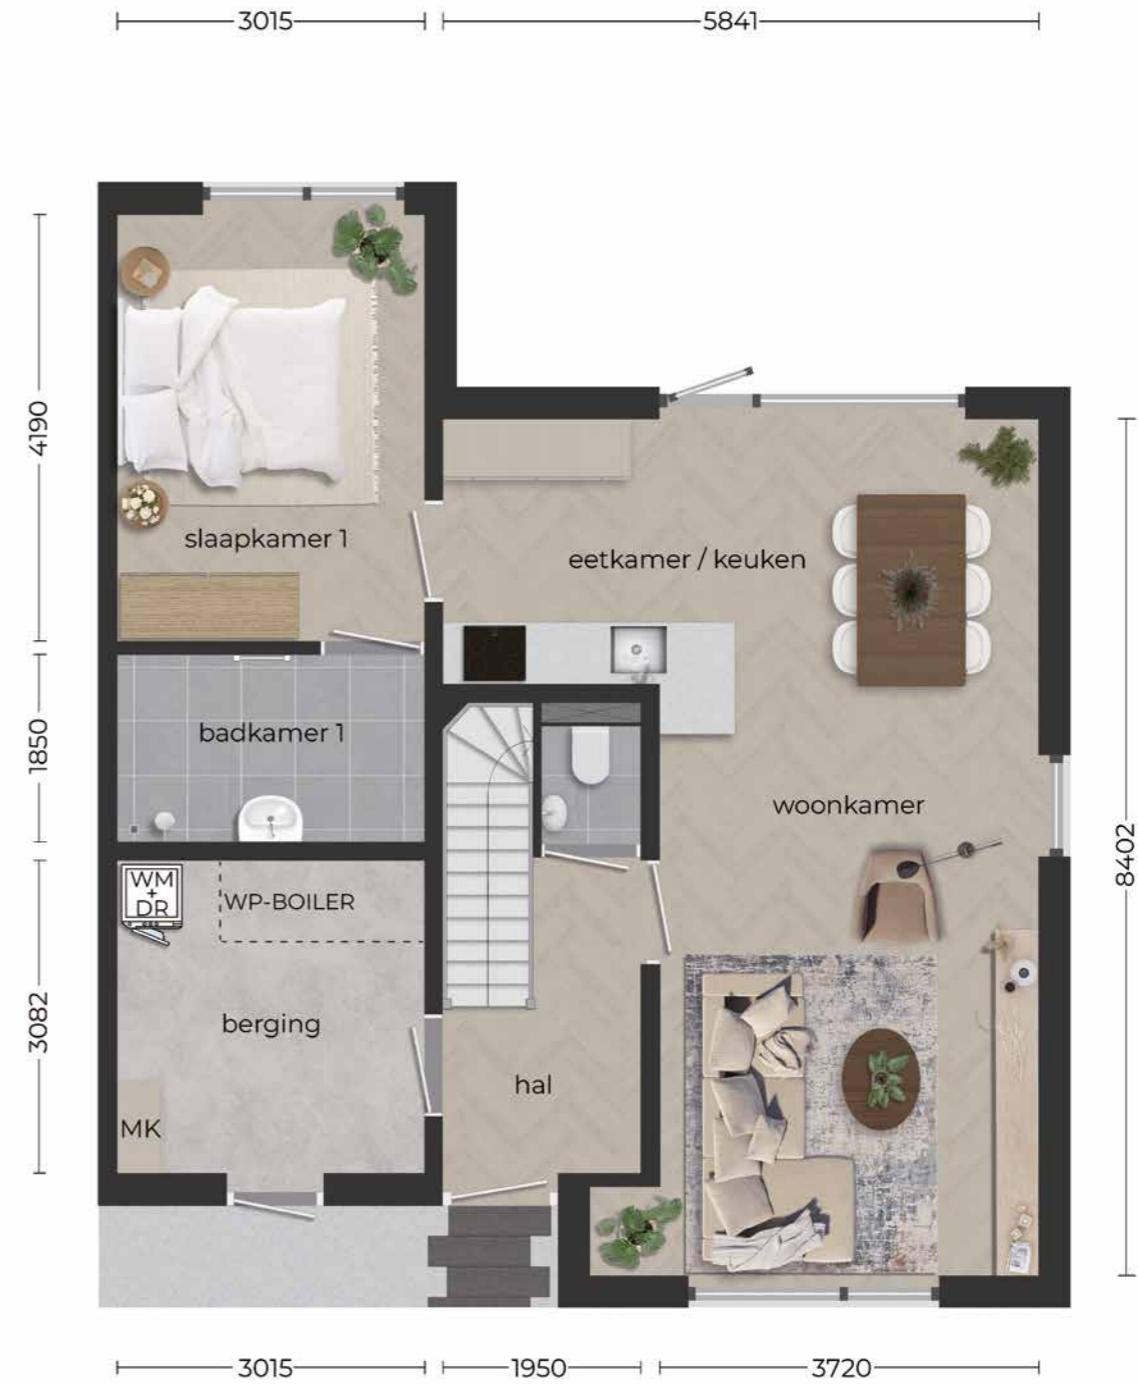 3015
5841
4190
slaapkamer 1
eetkamer / keuken
1850
badkamer 1
woonkamer
8402
WM
+
DR
WP-BOILER
3082
berging
hal
MK
3015
1950
3720